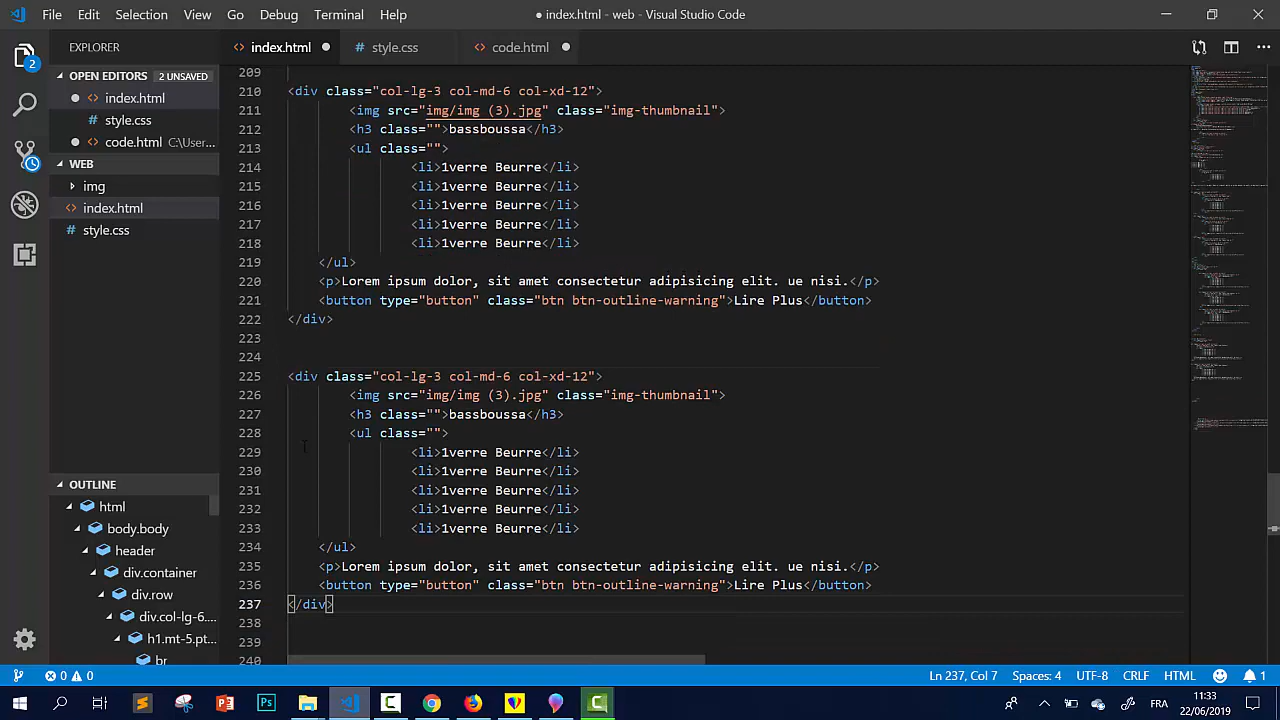 File Edit Selection View Go Debug Terminal Help
● index.html - web - Visual Studio Code
EXPLORER
index.html
style.css
code.html
OPEN EDITORS 2 UNSAVED
index.html
style.css
code.html C:\User...
WEB
img
index.html
style.css
OUTLINE
html
body.body
header
div.container
div.row
div.col-lg-6....
h1.mt-5.pt...
br
2
209
210 <div class="col-lg-3 col-md-6 col-xd-12">
211 <img src="img/img (3).jpg" class="img-thumbnail">
212 <h3 class="">bassboussa</h3>
213 <ul class="">
214 <li>1verre Beurre</li>
215 <li>1verre Beurre</li>
216 <li>1verre Beurre</li>
217 <li>1verre Beurre</li>
218 <li>1verre Beurre</li>
219 </ul>
220 <p>Lorem ipsum dolor, sit amet consectetur adipisicing elit. ue nisi.</p>
221 <button type="button" class="btn btn-outline-warning">Lire Plus</button>
222 </div>
223
224
225 <div class="col-lg-3 col-md-6 col-xd-12">
226 <img src="img/img (3).jpg" class="img-thumbnail">
227 <h3 class="">bassboussa</h3>
228 <ul class="">
229 <li>1verre Beurre</li>
230 <li>1verre Beurre</li>
231 <li>1verre Beurre</li>
232 <li>1verre Beurre</li>
233 <li>1verre Beurre</li>
234 </ul>
235 <p>Lorem ipsum dolor, sit amet consectetur adipisicing elit. ue nisi.</p>
236 <button type="button" class="btn btn-outline-warning">Lire Plus</button>
237 </div>
238
239
240
0 0
Ln 237, Col 7 Spaces: 4 UTF-8 CRLF HTML 1
FRA
11:33
22/06/2019